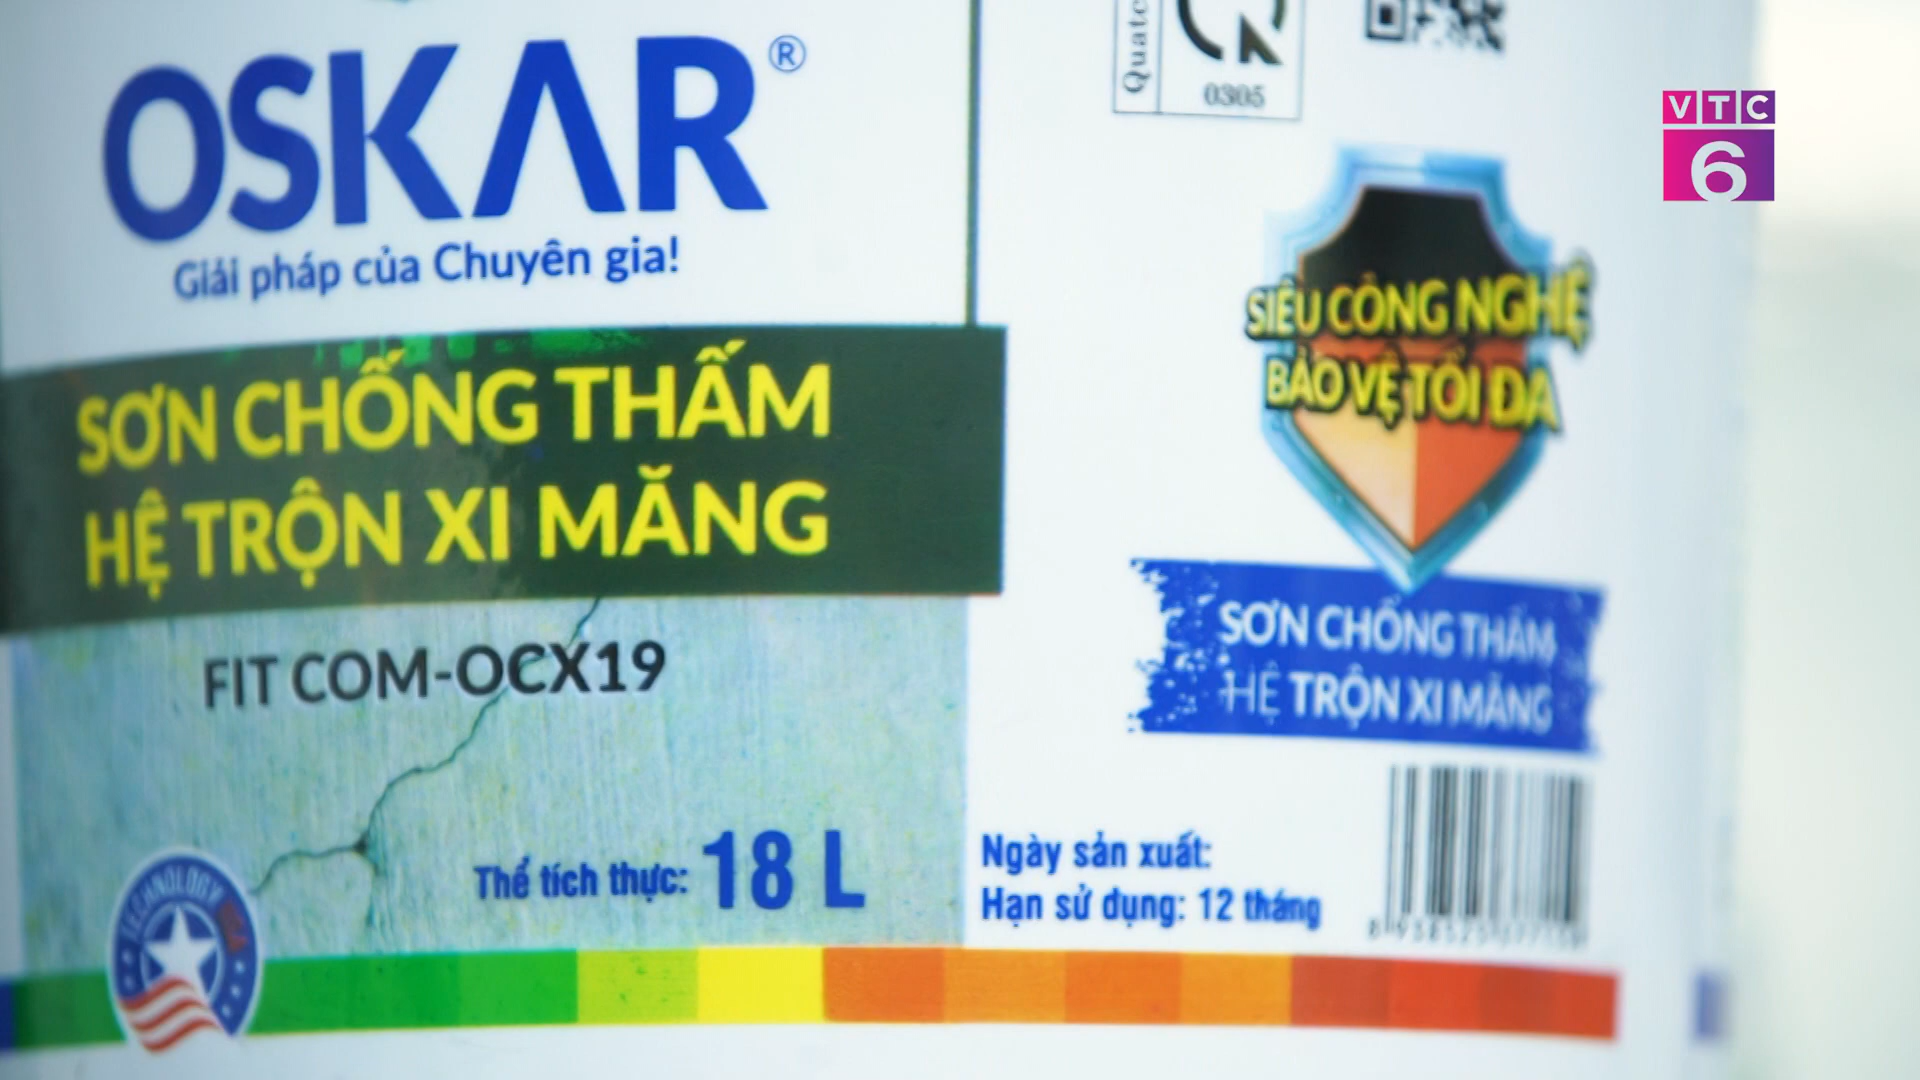 OSKAR®
Giải pháp của Chuyên gia!
SƠN CHỐNG THẤM
HỆ TRỘN XI MĂNG
FIT COM-OCX19
Thể tích thực: 18 L
TECHNOLOGY USA
0305
SIÊU CÔNG NGHỆ
BẢO VỆ TỐI ĐA
SƠN CHỐNG THẤM
HỆ TRỘN XI MĂNG
Ngày sản xuất:
Hạn sử dụng: 12 tháng
VTC
6